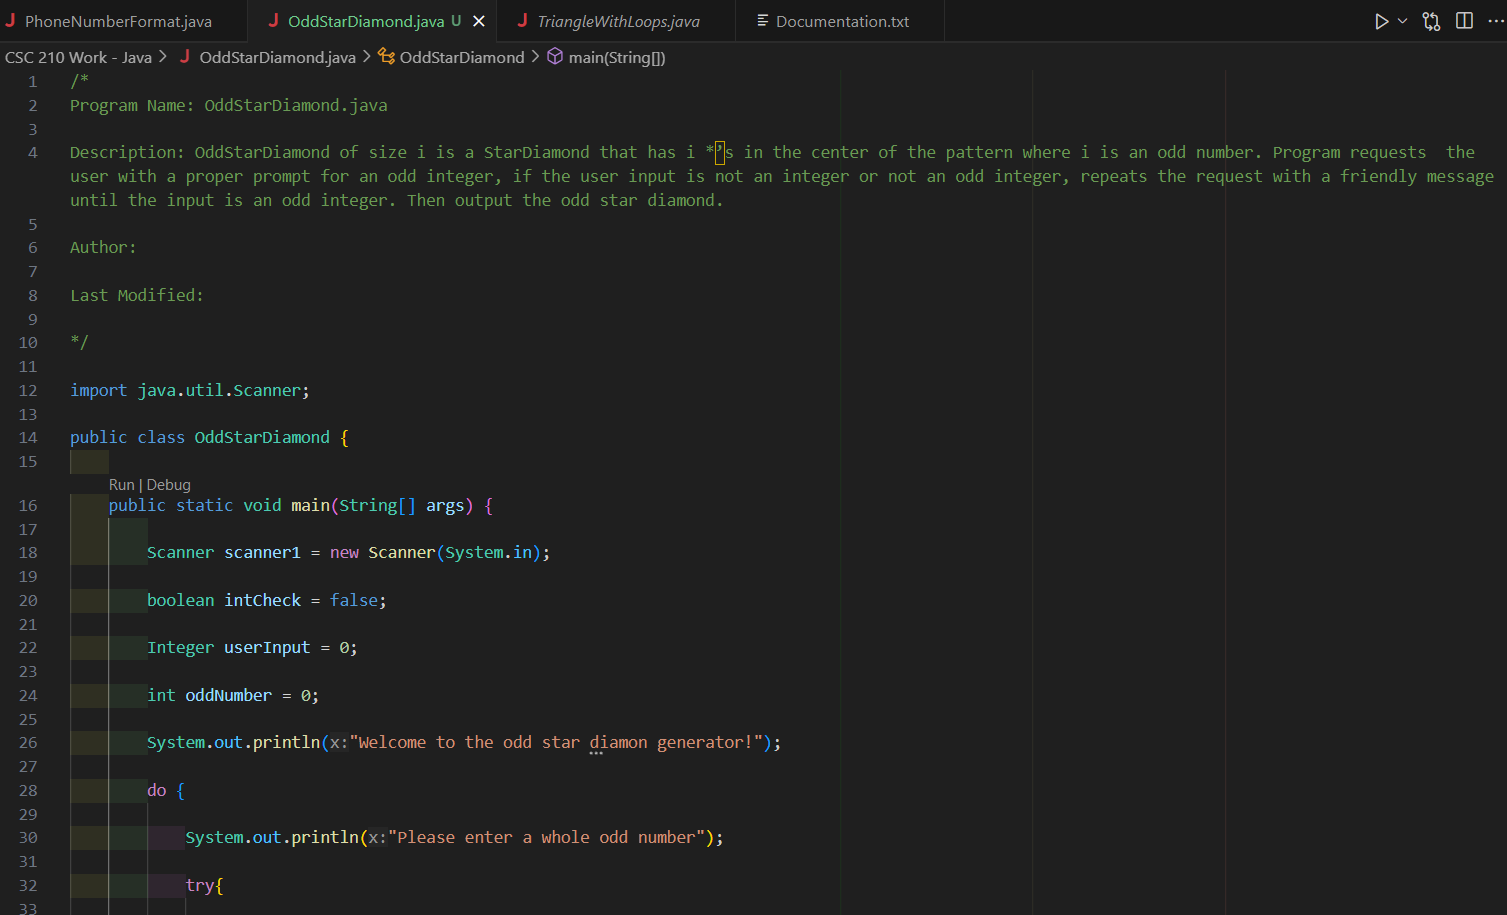 PhoneNumberFormat.java
OddStarDiamond.java U
TriangleWithLoops.java
Documentation.txt
CSC 210 Work - Java > OddStarDiamond.java > OddStarDiamond > main(String[])
1 /*
2 Program Name: OddStarDiamond.java
3
4 Description: OddStarDiamond of size i is a StarDiamond that has i *’s in the center of the pattern where i is an odd number. Program requests  the
user with a proper prompt for an odd integer, if the user input is not an integer or not an odd integer, repeats the request with a friendly message
until the input is an odd integer. Then output the odd star diamond.
5
6 Author:
7
8 Last Modified:
9
10 */
11
12 import java.util.Scanner;
13
14 public class OddStarDiamond {
15
Run | Debug
16 public static void main(String[] args) {
17
18 Scanner scanner1 = new Scanner(System.in);
19
20 boolean intCheck = false;
21
22 Integer userInput = 0;
23
24 int oddNumber = 0;
25
26 System.out.println(x:"Welcome to the odd star diamon generator!");
27
28 do {
29
30 System.out.println(x:"Please enter a whole odd number");
31
32 try{
33